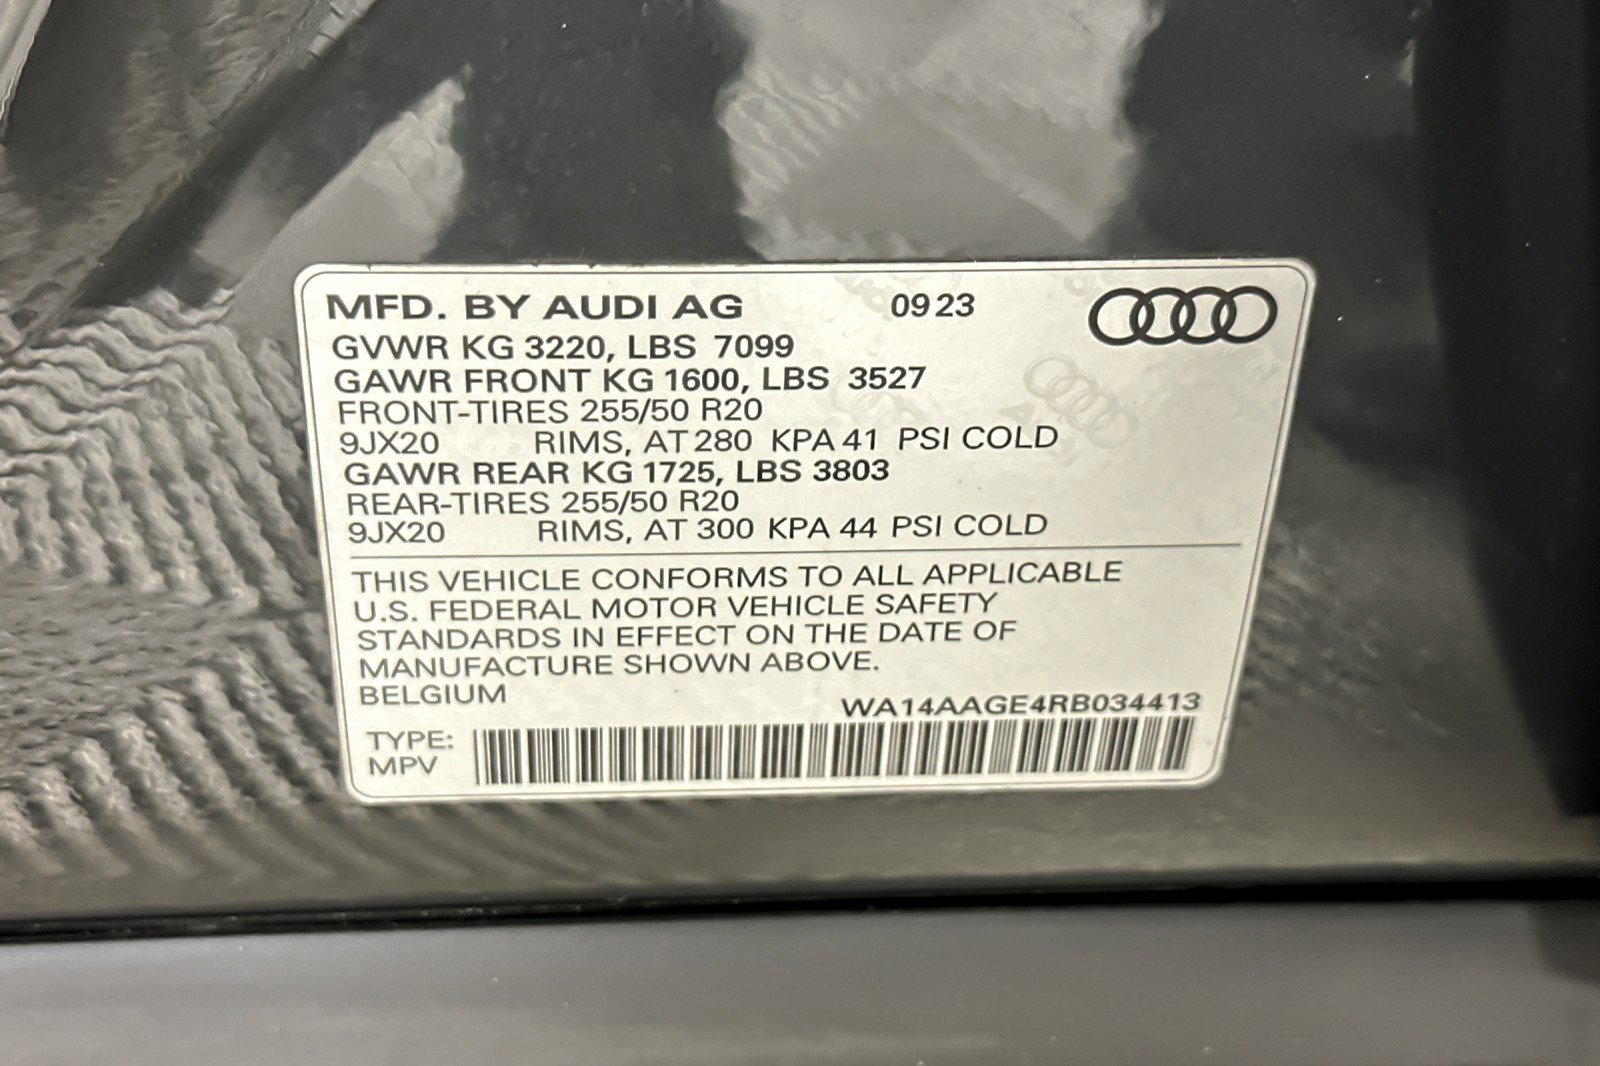 MFD. BY AUDI AG 0923
GVWR KG 3220, LBS 7099
GAWR FRONT KG 1600, LBS 3527
FRONT-TIRES 255/50 R20
9JX20 RIMS, AT 280 KPA 41 PSI COLD
GAWR REAR KG 1725, LBS 3803
REAR-TIRES 255/50 R20
9JX20 RIMS, AT 300 KPA 44 PSI COLD
THIS VEHICLE CONFORMS TO ALL APPLICABLE
U.S. FEDERAL MOTOR VEHICLE SAFETY
STANDARDS IN EFFECT ON THE DATE OF
MANUFACTURE SHOWN ABOVE.
BELGIUM
WA14AAGE4RB034413
TYPE:
MPV